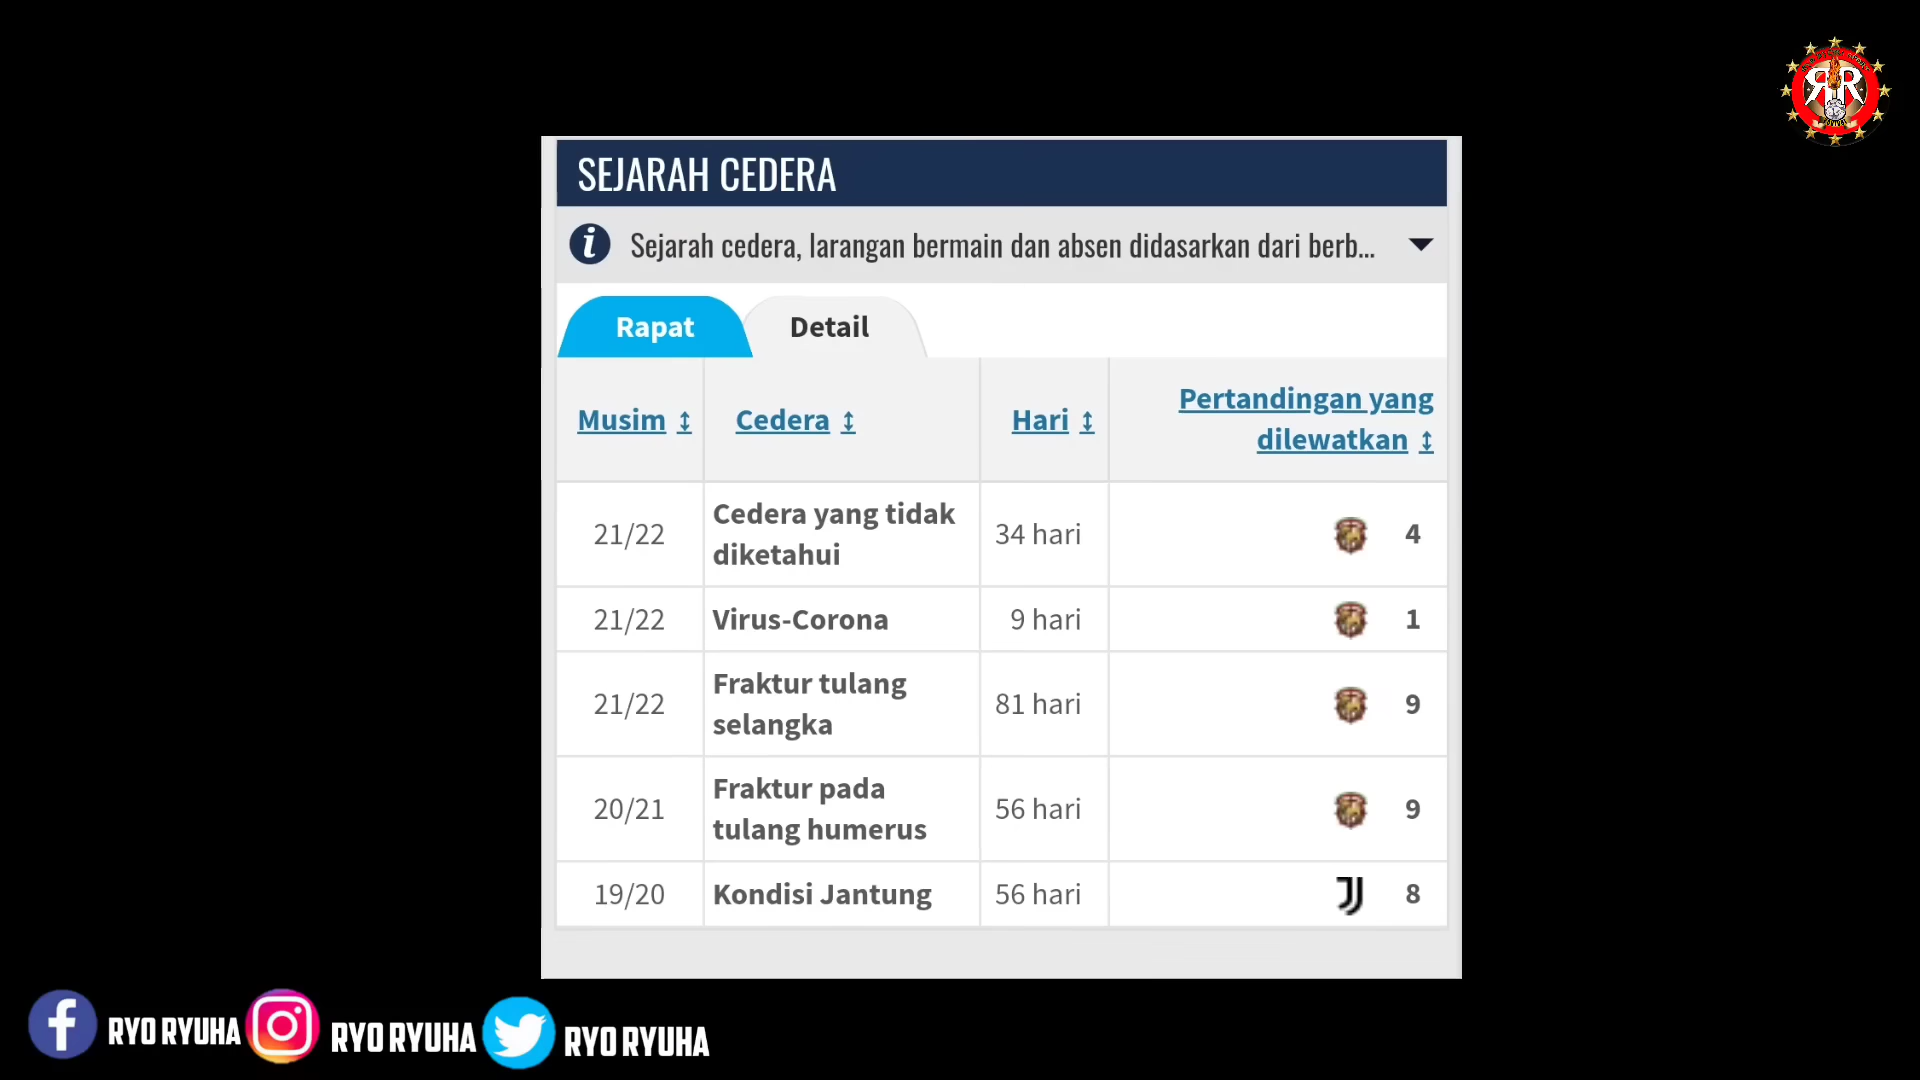 SEJARAH CEDERA
i Sejarah cedera, larangan bermain dan absen didasarkan dari berb...
Rapat Detail
Musim ↕ Cedera ↕ Hari ↕ Pertandingan yang
dilewatkan ↕
21/22 Cedera yang tidak
diketahui 34 hari 4
21/22 Virus-Corona 9 hari 1
21/22 Fraktur tulang
selangka 81 hari 9
20/21 Fraktur pada
tulang humerus 56 hari 9
19/20 Kondisi Jantung 56 hari 8
RYO RYUHA RYO RYUHA RYO RYUHA